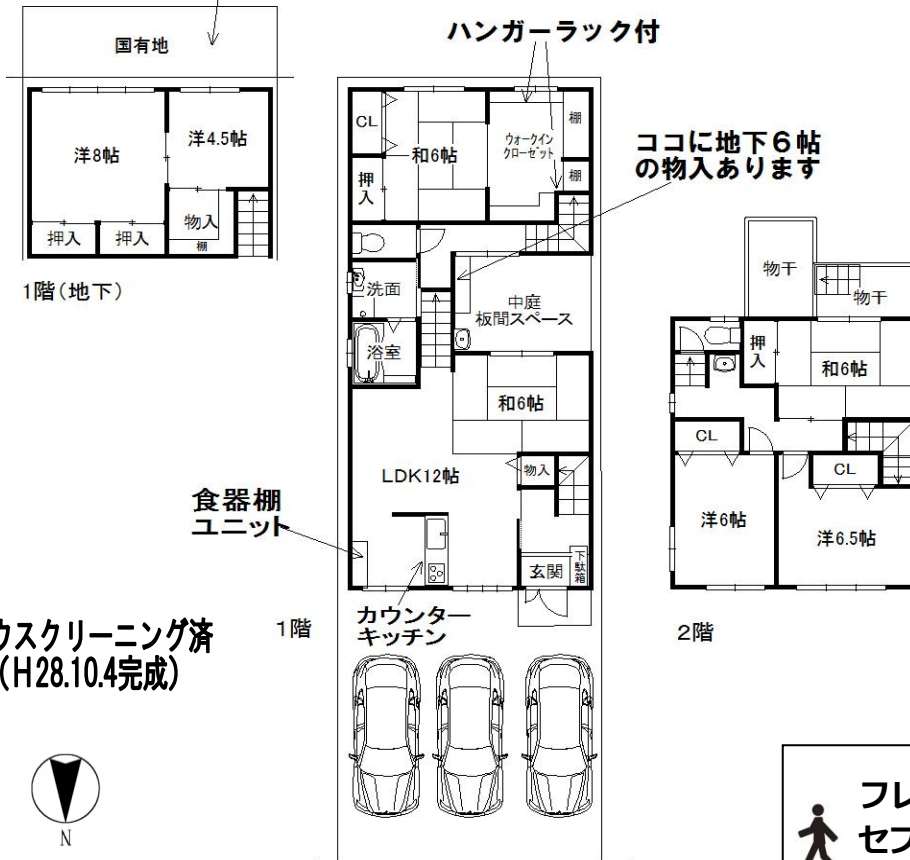 国有地
洋8帖
洋4.5帖
押入
押入
物入
棚
1階(地下)
ハンガーラック付
CL
和6帖
ウォークイン
クローゼット
棚
棚
押入
ココに地下6帖
の物入あります
洗面
中庭
板間スペース
浴室
和6帖
LDK12帖
物入
食器棚
ユニット
玄関
下駄箱
カウンター
キッチン
1階
物干
物干
押入
和6帖
CL
CL
洋6帖
洋6.5帖
2階
ウスクリーニング済
(H28.10.4完成)
N
フレ
セブ